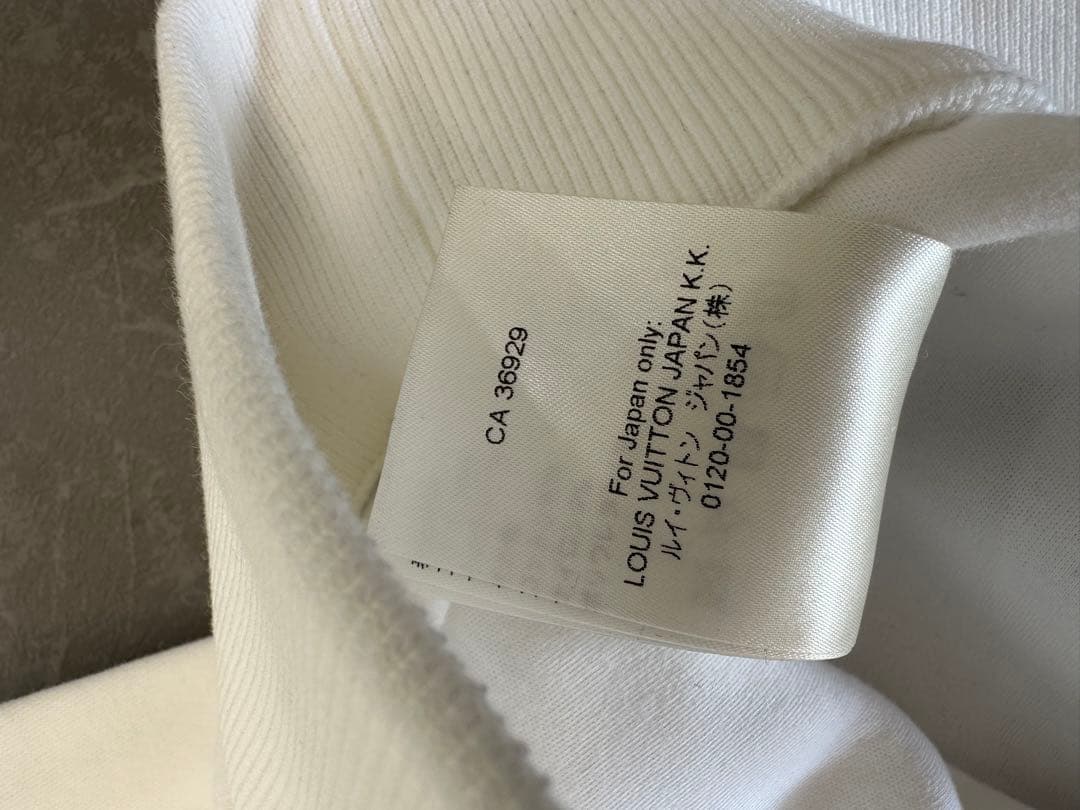 CA 36929
For Japan only:
LOUIS VUITTON JAPAN K.K.
ルイ・ヴィトン ジャパン(株)
0120-00-1854